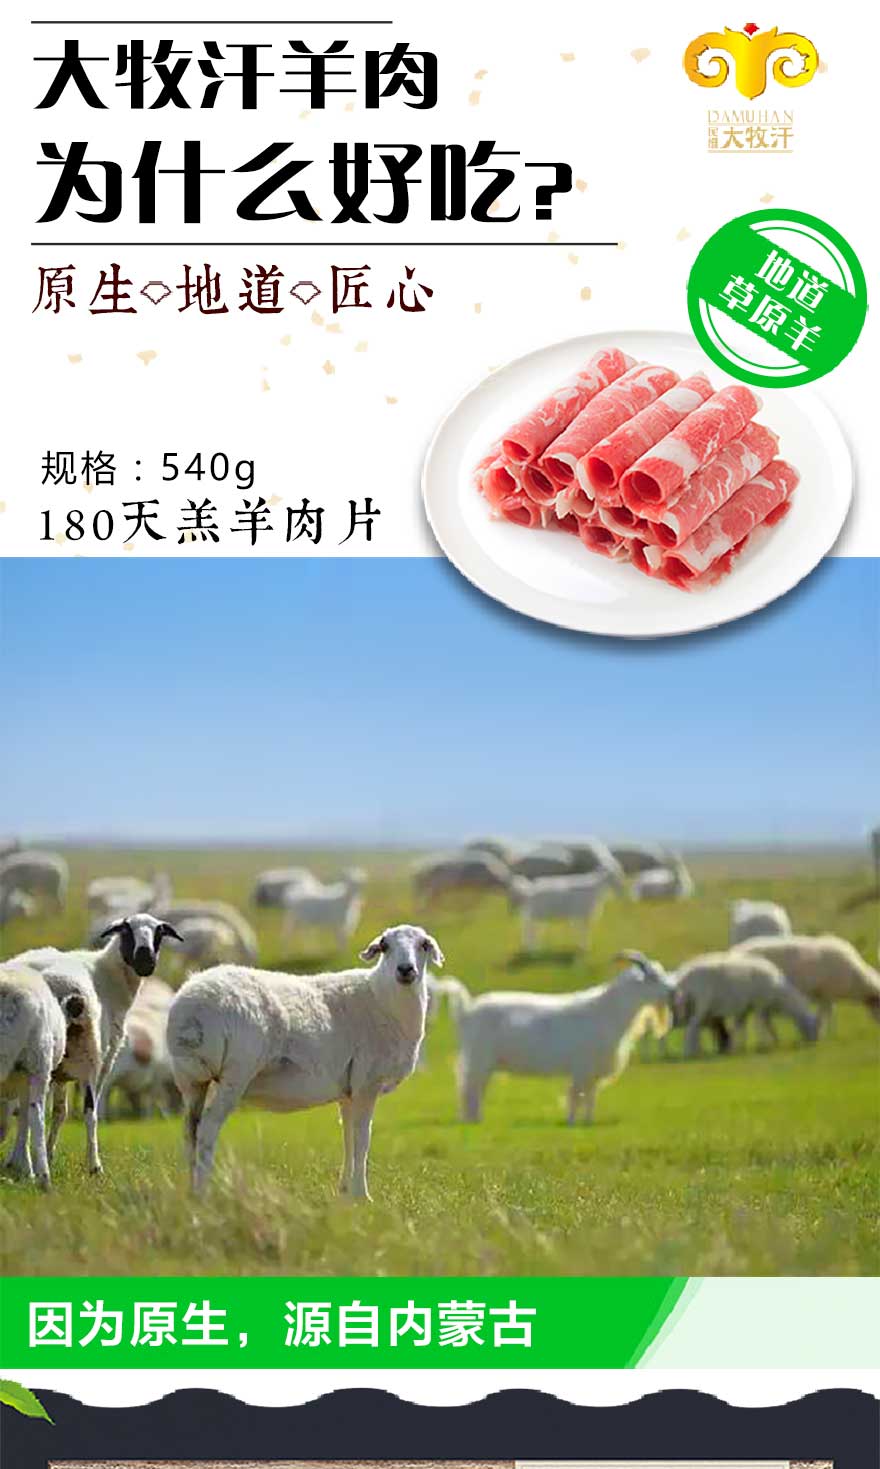 大牧汗羊肉
为什么好吃?
原生 地道 匠心
DAMUHAN
大牧汗
地道
草原羊
规格：540g
180天羔羊肉片
因为原生，源自内蒙古